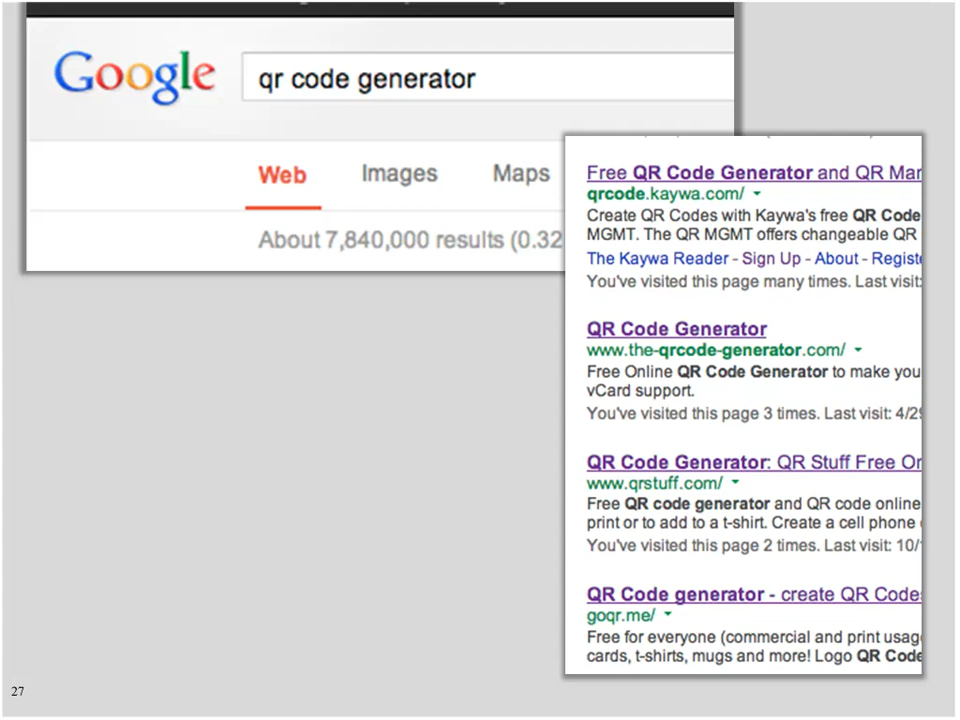 Google
qr code generator
Web Images Maps
About 7,840,000 results (0.32
Free QR Code Generator and QR Mar
qrcode.kaywa.com/
Create QR Codes with Kaywa's free QR Code
MGMT. The QR MGMT offers changeable QR
The Kaywa Reader - Sign Up - About - Registe
You've visited this page many times. Last visit:
QR Code Generator
www.the-qrcode-generator.com/
Free Online QR Code Generator to make you
vCard support.
You've visited this page 3 times. Last visit: 4/29
QR Code Generator: QR Stuff Free On
www.qrstuff.com/
Free QR code generator and QR code online
print or to add to a t-shirt. Create a cell phone
You've visited this page 2 times. Last visit: 10/1
QR Code generator - create QR Codes
goqr.me/
Free for everyone (commercial and print usag
cards, t-shirts, mugs and more! Logo QR Code
27